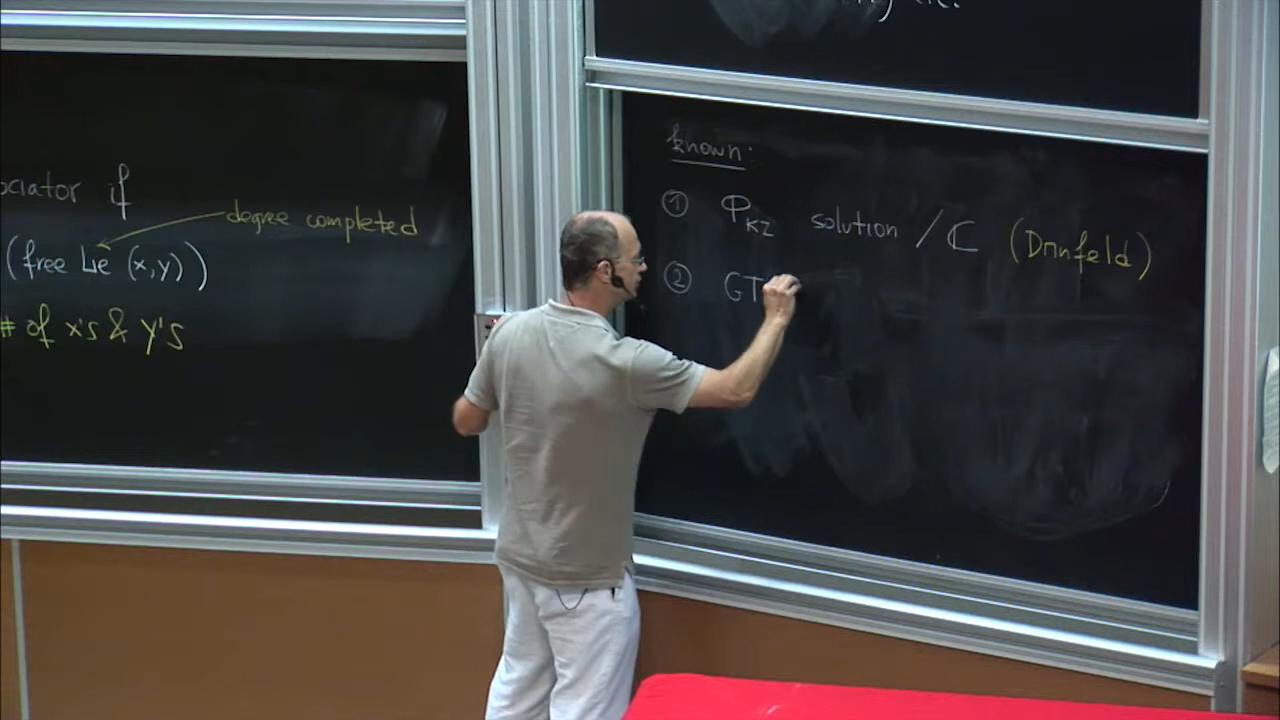 ociator if
degree completed
(free Lie (x,y))
# of x's & y's
known:
① Φ_KZ solution / ℂ (Drinfeld)
② GT